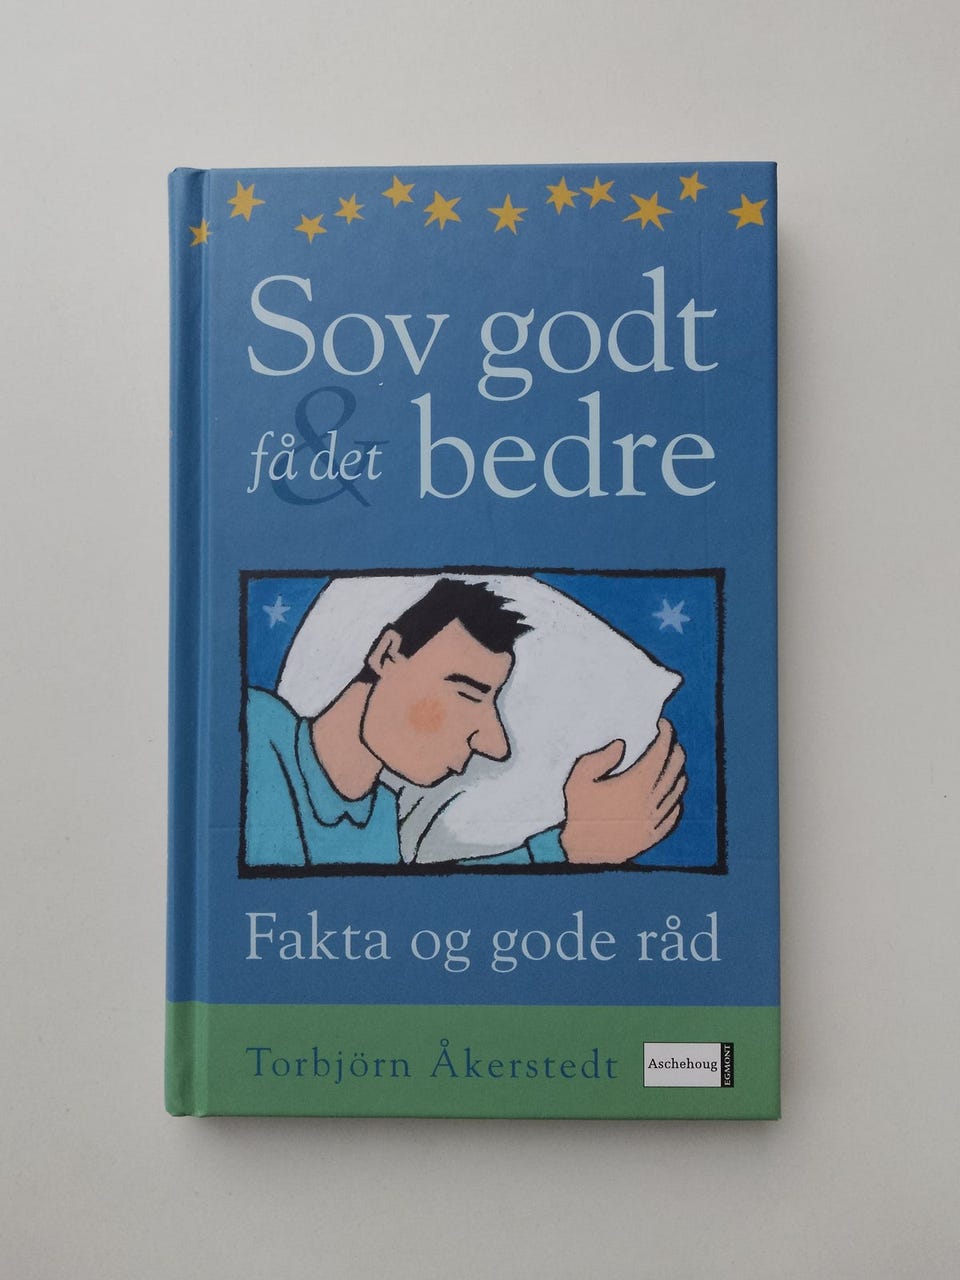 Sov godt
& få det bedre
Fakta og gode råd
Torbjörn Åkerstedt
Aschehoug
EGMONT